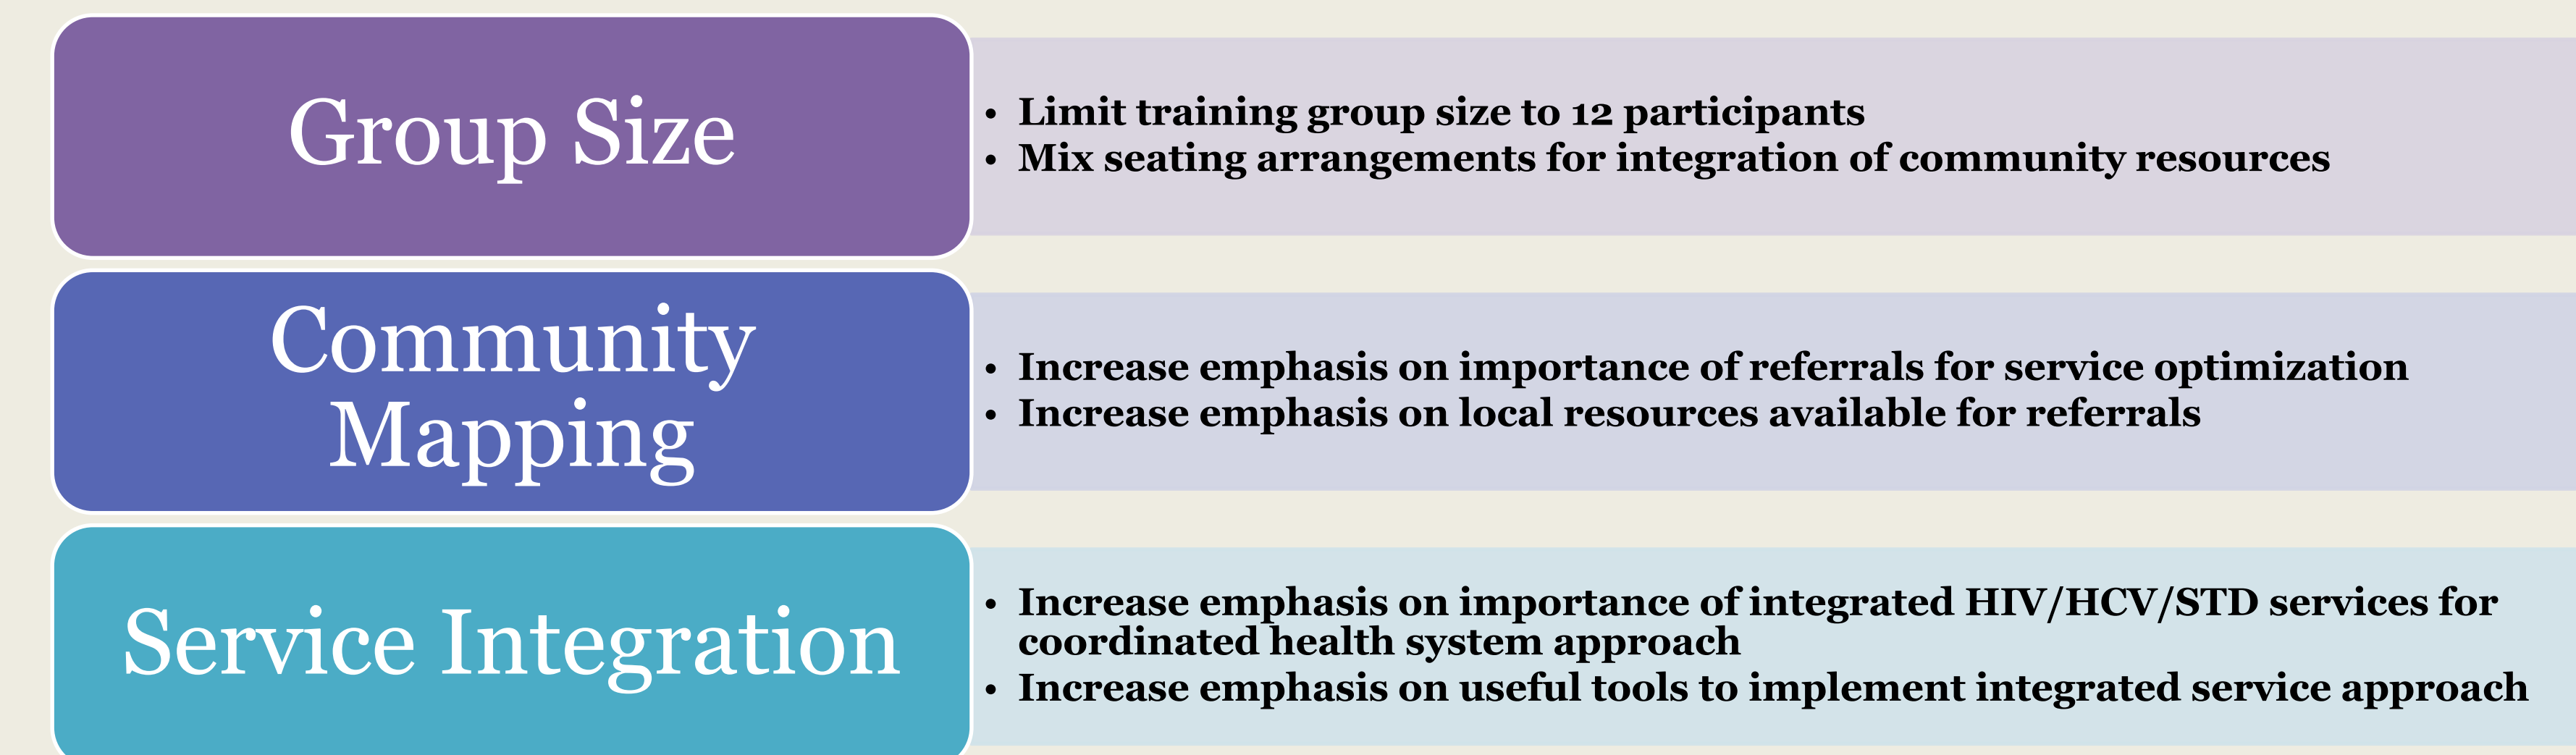 Group Size
• Limit training group size to 12 participants
• Mix seating arrangements for integration of community resources
Community
Mapping
• Increase emphasis on importance of referrals for service optimization
• Increase emphasis on local resources available for referrals
Service Integration
• Increase emphasis on importance of integrated HIV/HCV/STD services for
coordinated health system approach
• Increase emphasis on useful tools to implement integrated service approach